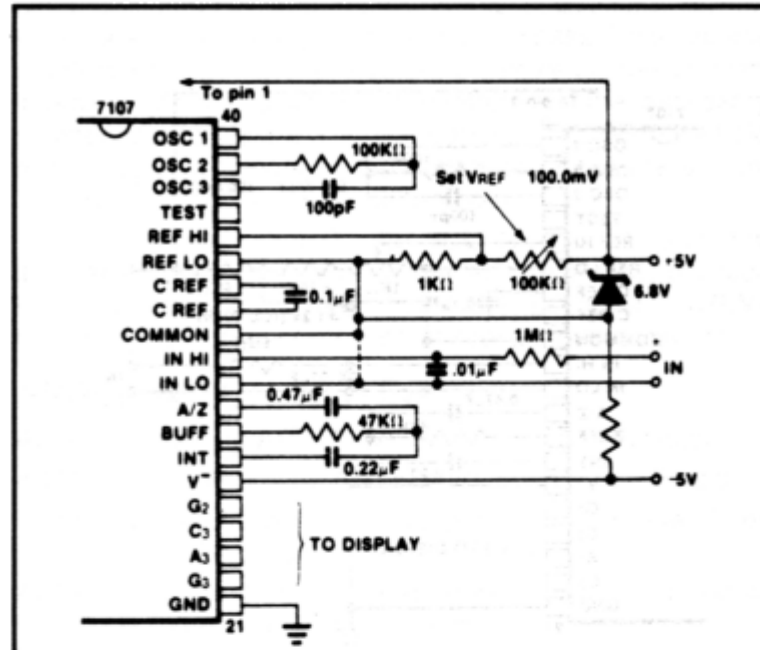 To pin 1
7107
40
OSC 1
100KΩ
OSC 2
Set VREF 100.0mV
OSC 3
100pF
TEST
REF HI
REF LO
+5V
1KΩ
100KΩ
6.8V
C REF
0.1µF
C REF
COMMON
1MΩ
+
IN HI
IN
.01µF
IN LO
0.47µF
A/Z
47KΩ
BUFF
INT
0.22µF
V⁻
-5V
G2
C3
TO DISPLAY
A3
G3
GND
21